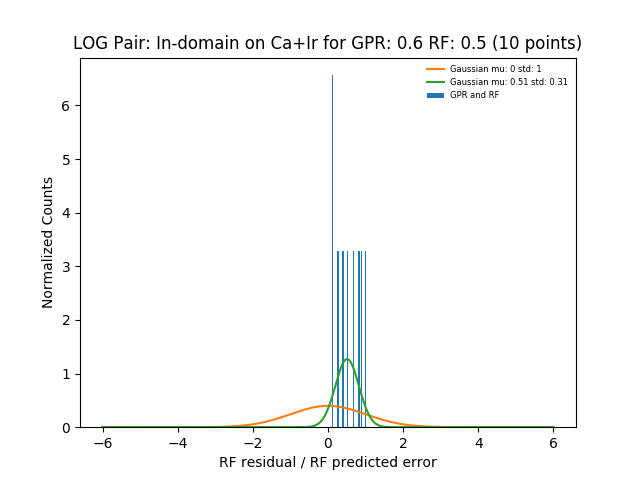 LOG Pair: In-domain on Ca+Ir for GPR: 0.6 RF: 0.5 (10 points)
Gaussian mu: 0 std: 1
Gaussian mu: 0.51 std: 0.31
GPR and RF
Normalized Counts
6
5
4
3
2
1
0
−6
−4
−2
0
2
4
6
RF residual / RF predicted error